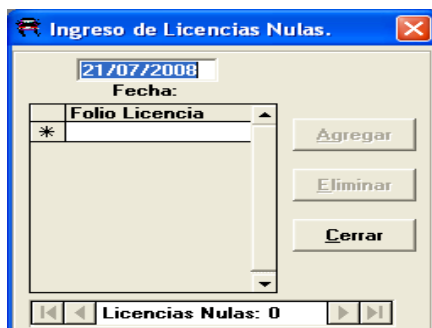 Ingreso de Licencias Nulas.
21/07/2008
Fecha:
Folio Licencia
Agregar
Eliminar
Cerrar
Licencias Nulas: 0